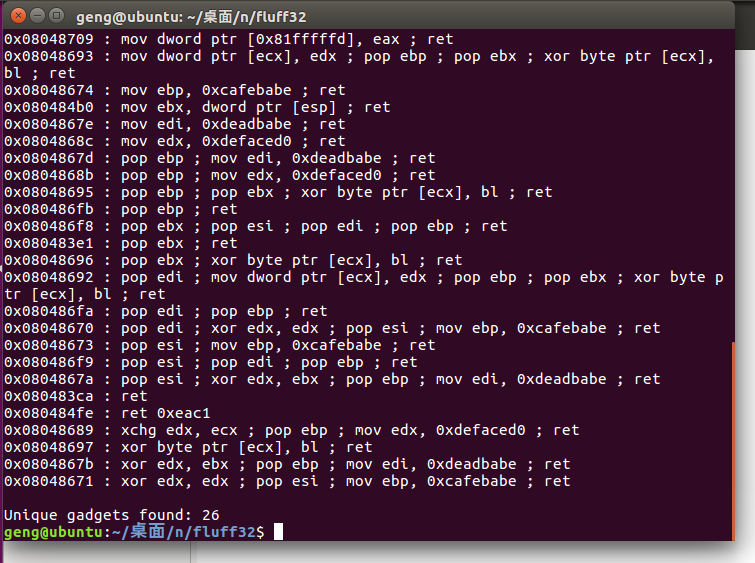 geng@ubuntu: ~/桌面/n/fluff32
0x08048709 : mov dword ptr [0x81fffffd], eax ; ret
0x08048693 : mov dword ptr [ecx], edx ; pop ebp ; pop ebx ; xor byte ptr [ecx],
bl ; ret
0x08048674 : mov ebp, 0xcafebabe ; ret
0x080484b0 : mov ebx, dword ptr [esp] ; ret
0x0804867e : mov edi, 0xdeadbabe ; ret
0x0804868c : mov edx, 0xdefaced0 ; ret
0x0804867d : pop ebp ; mov edi, 0xdeadbabe ; ret
0x0804868b : pop ebp ; mov edx, 0xdefaced0 ; ret
0x08048695 : pop ebp ; pop ebx ; xor byte ptr [ecx], bl ; ret
0x080486fb : pop ebp ; ret
0x080486f8 : pop ebx ; pop esi ; pop edi ; pop ebp ; ret
0x080483e1 : pop ebx ; ret
0x08048696 : pop ebx ; xor byte ptr [ecx], bl ; ret
0x08048692 : pop edi ; mov dword ptr [ecx], edx ; pop ebp ; pop ebx ; xor byte p
tr [ecx], bl ; ret
0x080486fa : pop edi ; pop ebp ; ret
0x08048670 : pop edi ; xor edx, edx ; pop esi ; mov ebp, 0xcafebabe ; ret
0x08048673 : pop esi ; mov ebp, 0xcafebabe ; ret
0x080486f9 : pop esi ; pop edi ; pop ebp ; ret
0x0804867a : pop esi ; xor edx, ebx ; pop ebp ; mov edi, 0xdeadbabe ; ret
0x080483ca : ret
0x080484fe : ret 0xeac1
0x08048689 : xchg edx, ecx ; pop ebp ; mov edx, 0xdefaced0 ; ret
0x08048697 : xor byte ptr [ecx], bl ; ret
0x0804867b : xor edx, ebx ; pop ebp ; mov edi, 0xdeadbabe ; ret
0x08048671 : xor edx, edx ; pop esi ; mov ebp, 0xcafebabe ; ret
Unique gadgets found: 26
geng@ubuntu:~/桌面/n/fluff32$